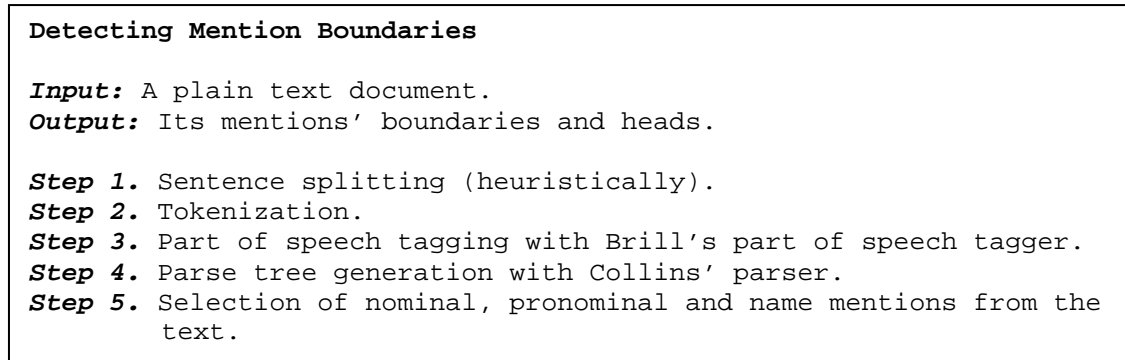 Detecting Mention Boundaries
Input: A plain text document.
Output: Its mentions’ boundaries and heads.
Step 1. Sentence splitting (heuristically).
Step 2. Tokenization.
Step 3. Part of speech tagging with Brill’s part of speech tagger.
Step 4. Parse tree generation with Collins’ parser.
Step 5. Selection of nominal, pronominal and name mentions from the
text.